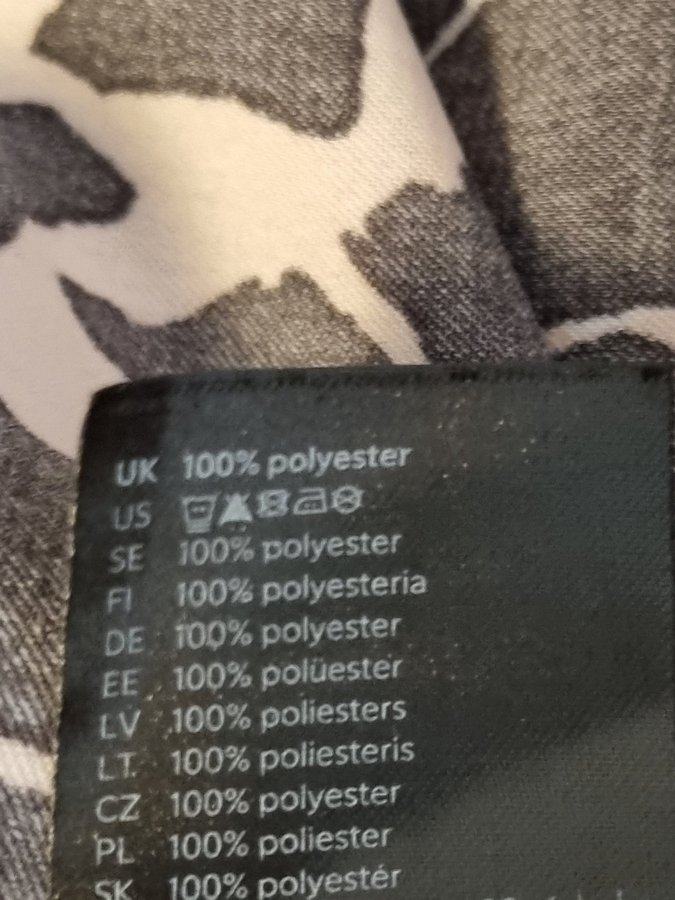 UK 100% polyester
US
SE 100% polyester
FI 100% polyesteria
DE 100% polyester
EE 100% polüester
LV 100% poliesters
LT 100% poliesteris
CZ 100% polyester
PL 100% poliester
SK 100% polyestér